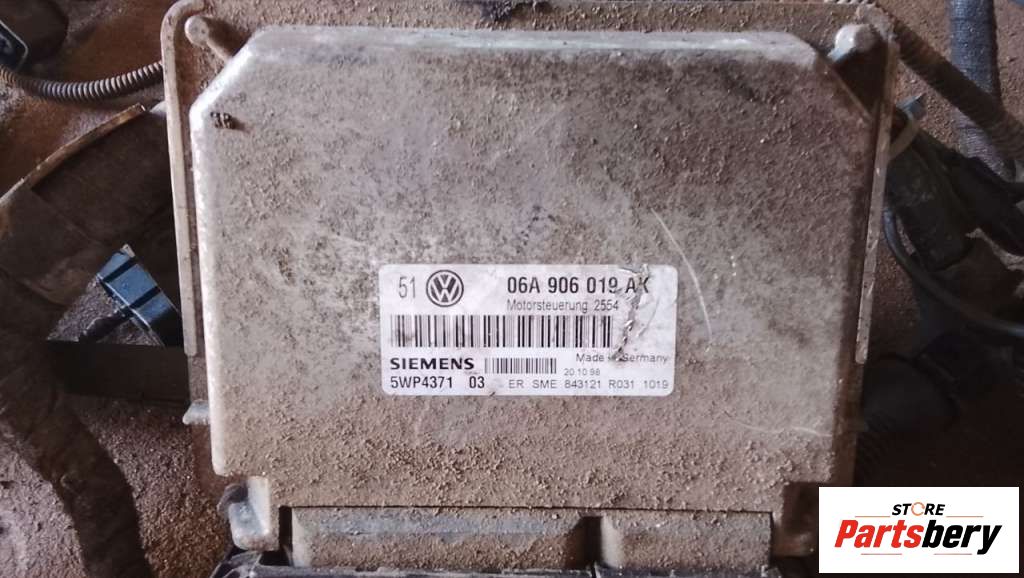 51 VW 06A 906 019 AK
Motorsteuerung 2554
Made in Germany
SIEMENS 20 10 98
5WP4371 03 ER SME 843121 R031 1019
STORE
Partsbery